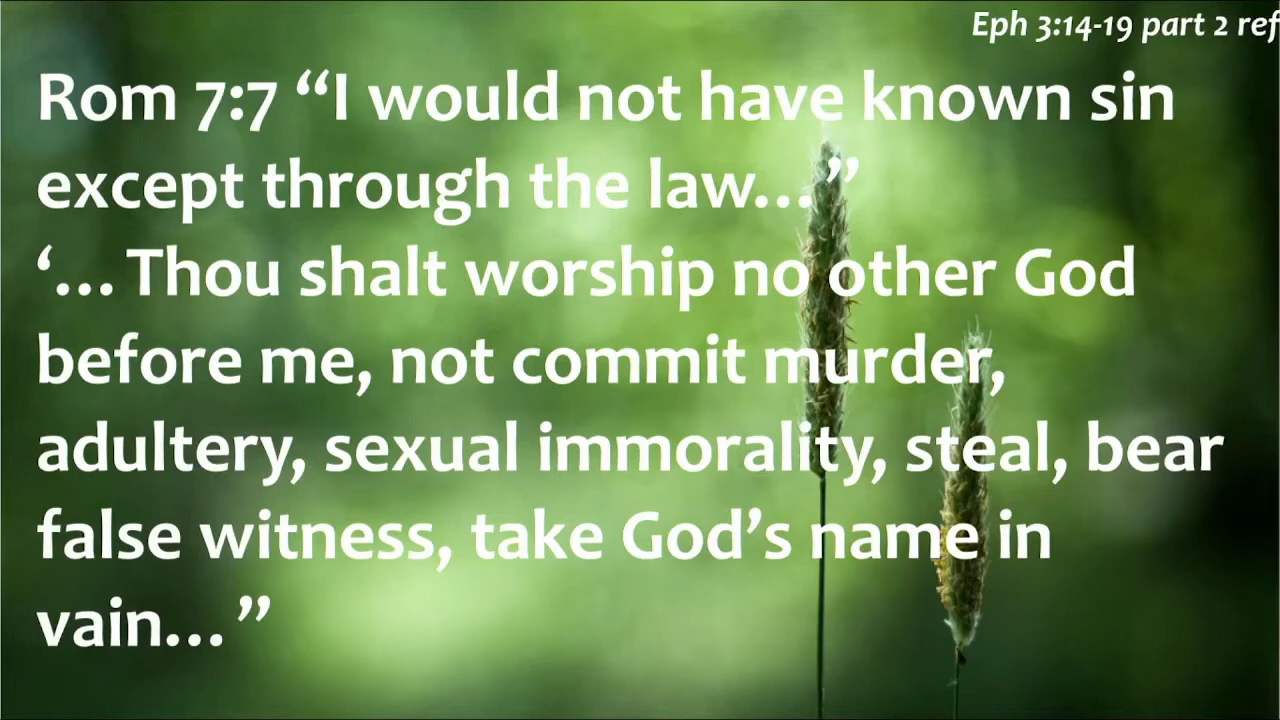 Eph 3:14-19 part 2 ref
Rom 7:7 “I would not have known sin
except through the law…”
‘… Thou shalt worship no other God
before me, not commit murder,
adultery, sexual immorality, steal, bear
false witness, take God’s name in
vain… ”